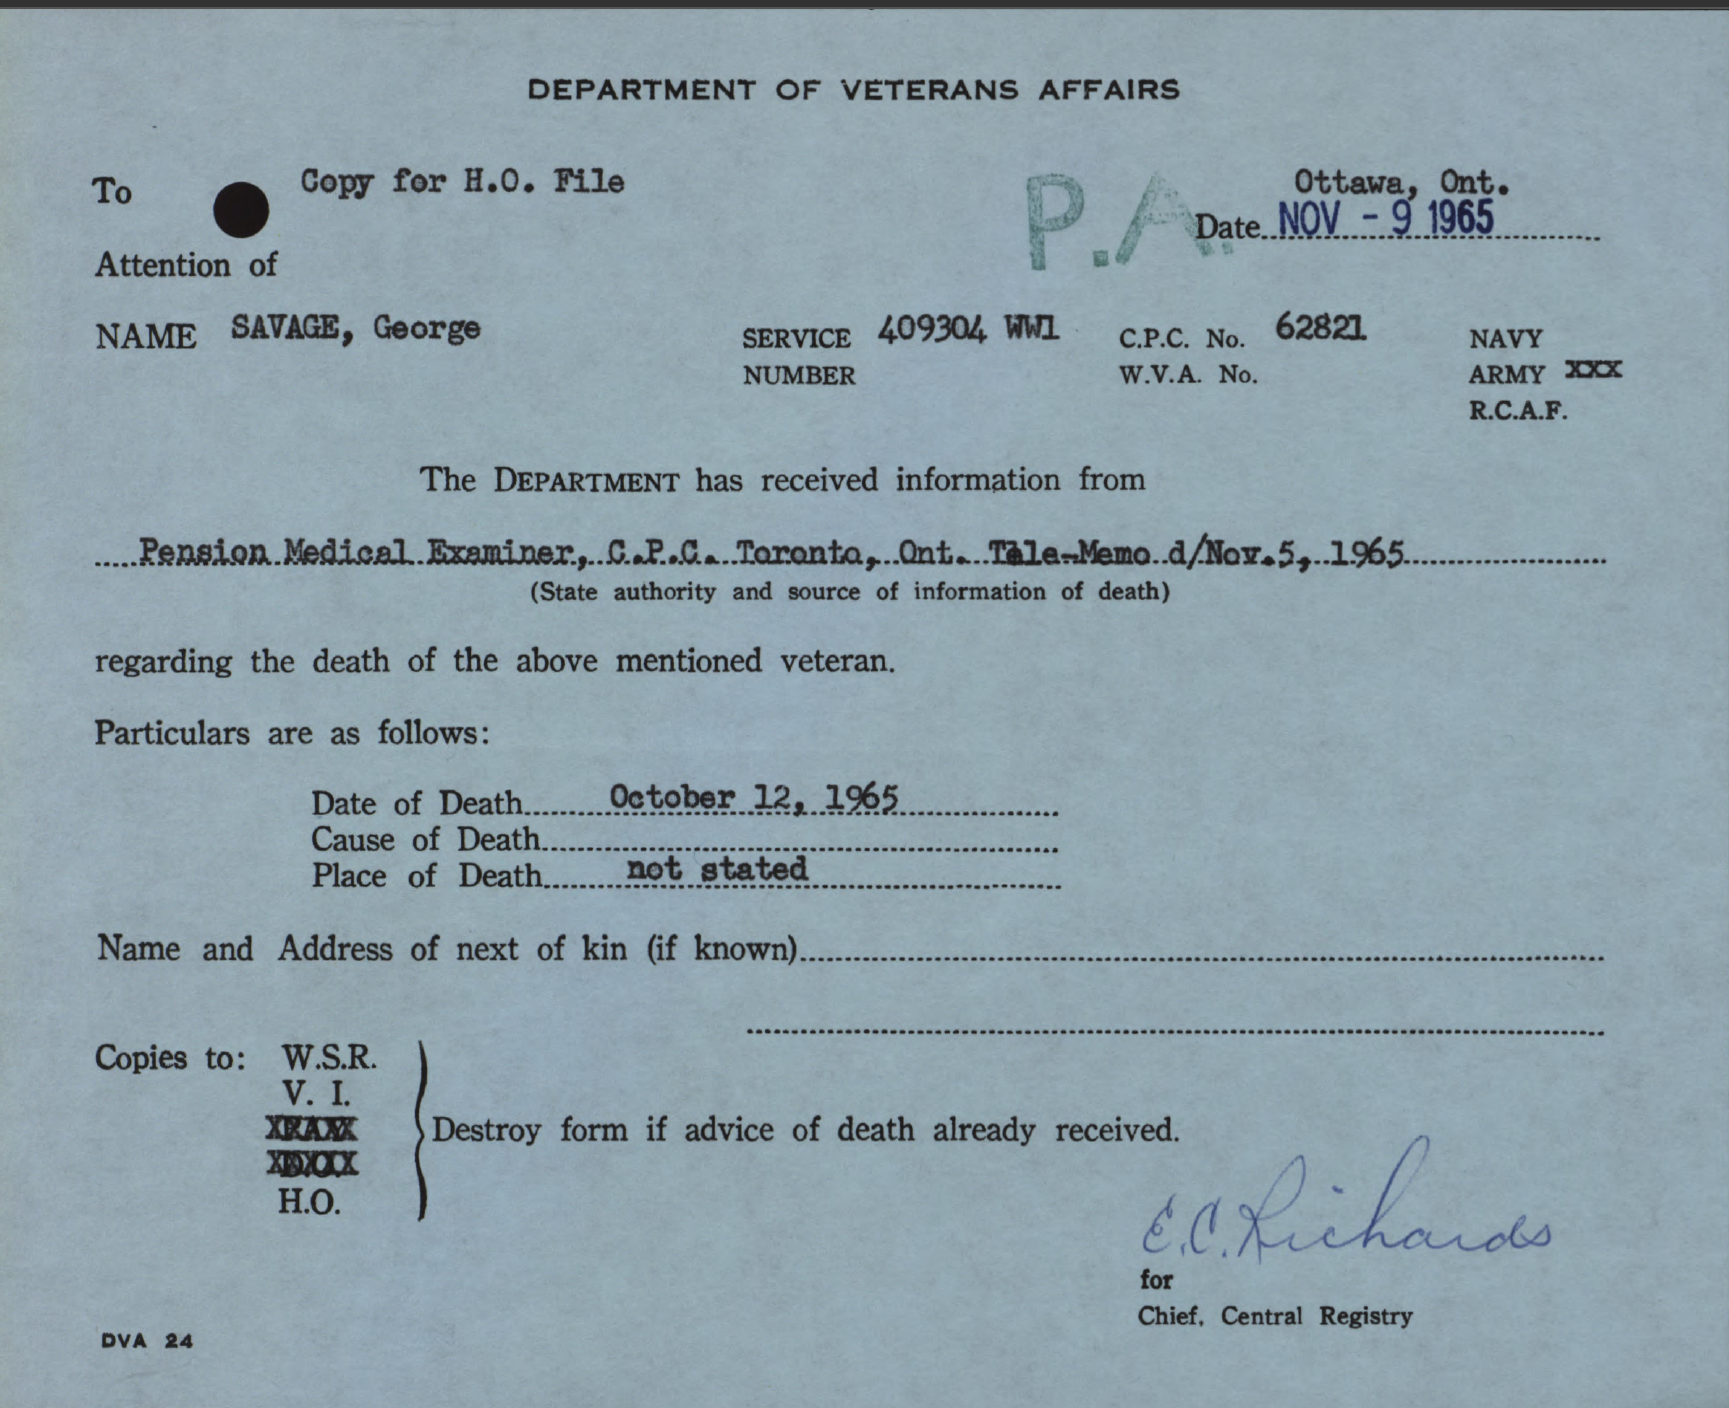 DEPARTMENT OF VETERANS AFFAIRS
To Copy for H.O. File
P.A. Ottawa, Ont.
Date NOV - 9 1965
Attention of
NAME SAVAGE, George SERVICE 409304 WW1 C.P.C. No. 62821 NAVY
NUMBER W.V.A. No. ARMY XXX
R.C.A.F.
The DEPARTMENT has received information from
Pension Medical Examiner, C.P.C. Toronto, Ont. Tele-Memo d/Nov.5, 1965
(State authority and source of information of death)
regarding the death of the above mentioned veteran.
Particulars are as follows:
Date of Death October 12, 1965
Cause of Death
Place of Death not stated
Name and Address of next of kin (if known)
Copies to: W.S.R.
V. I.
Destroy form if advice of death already received.
H.O.
E.C. Richards
for
Chief, Central Registry
DVA 24